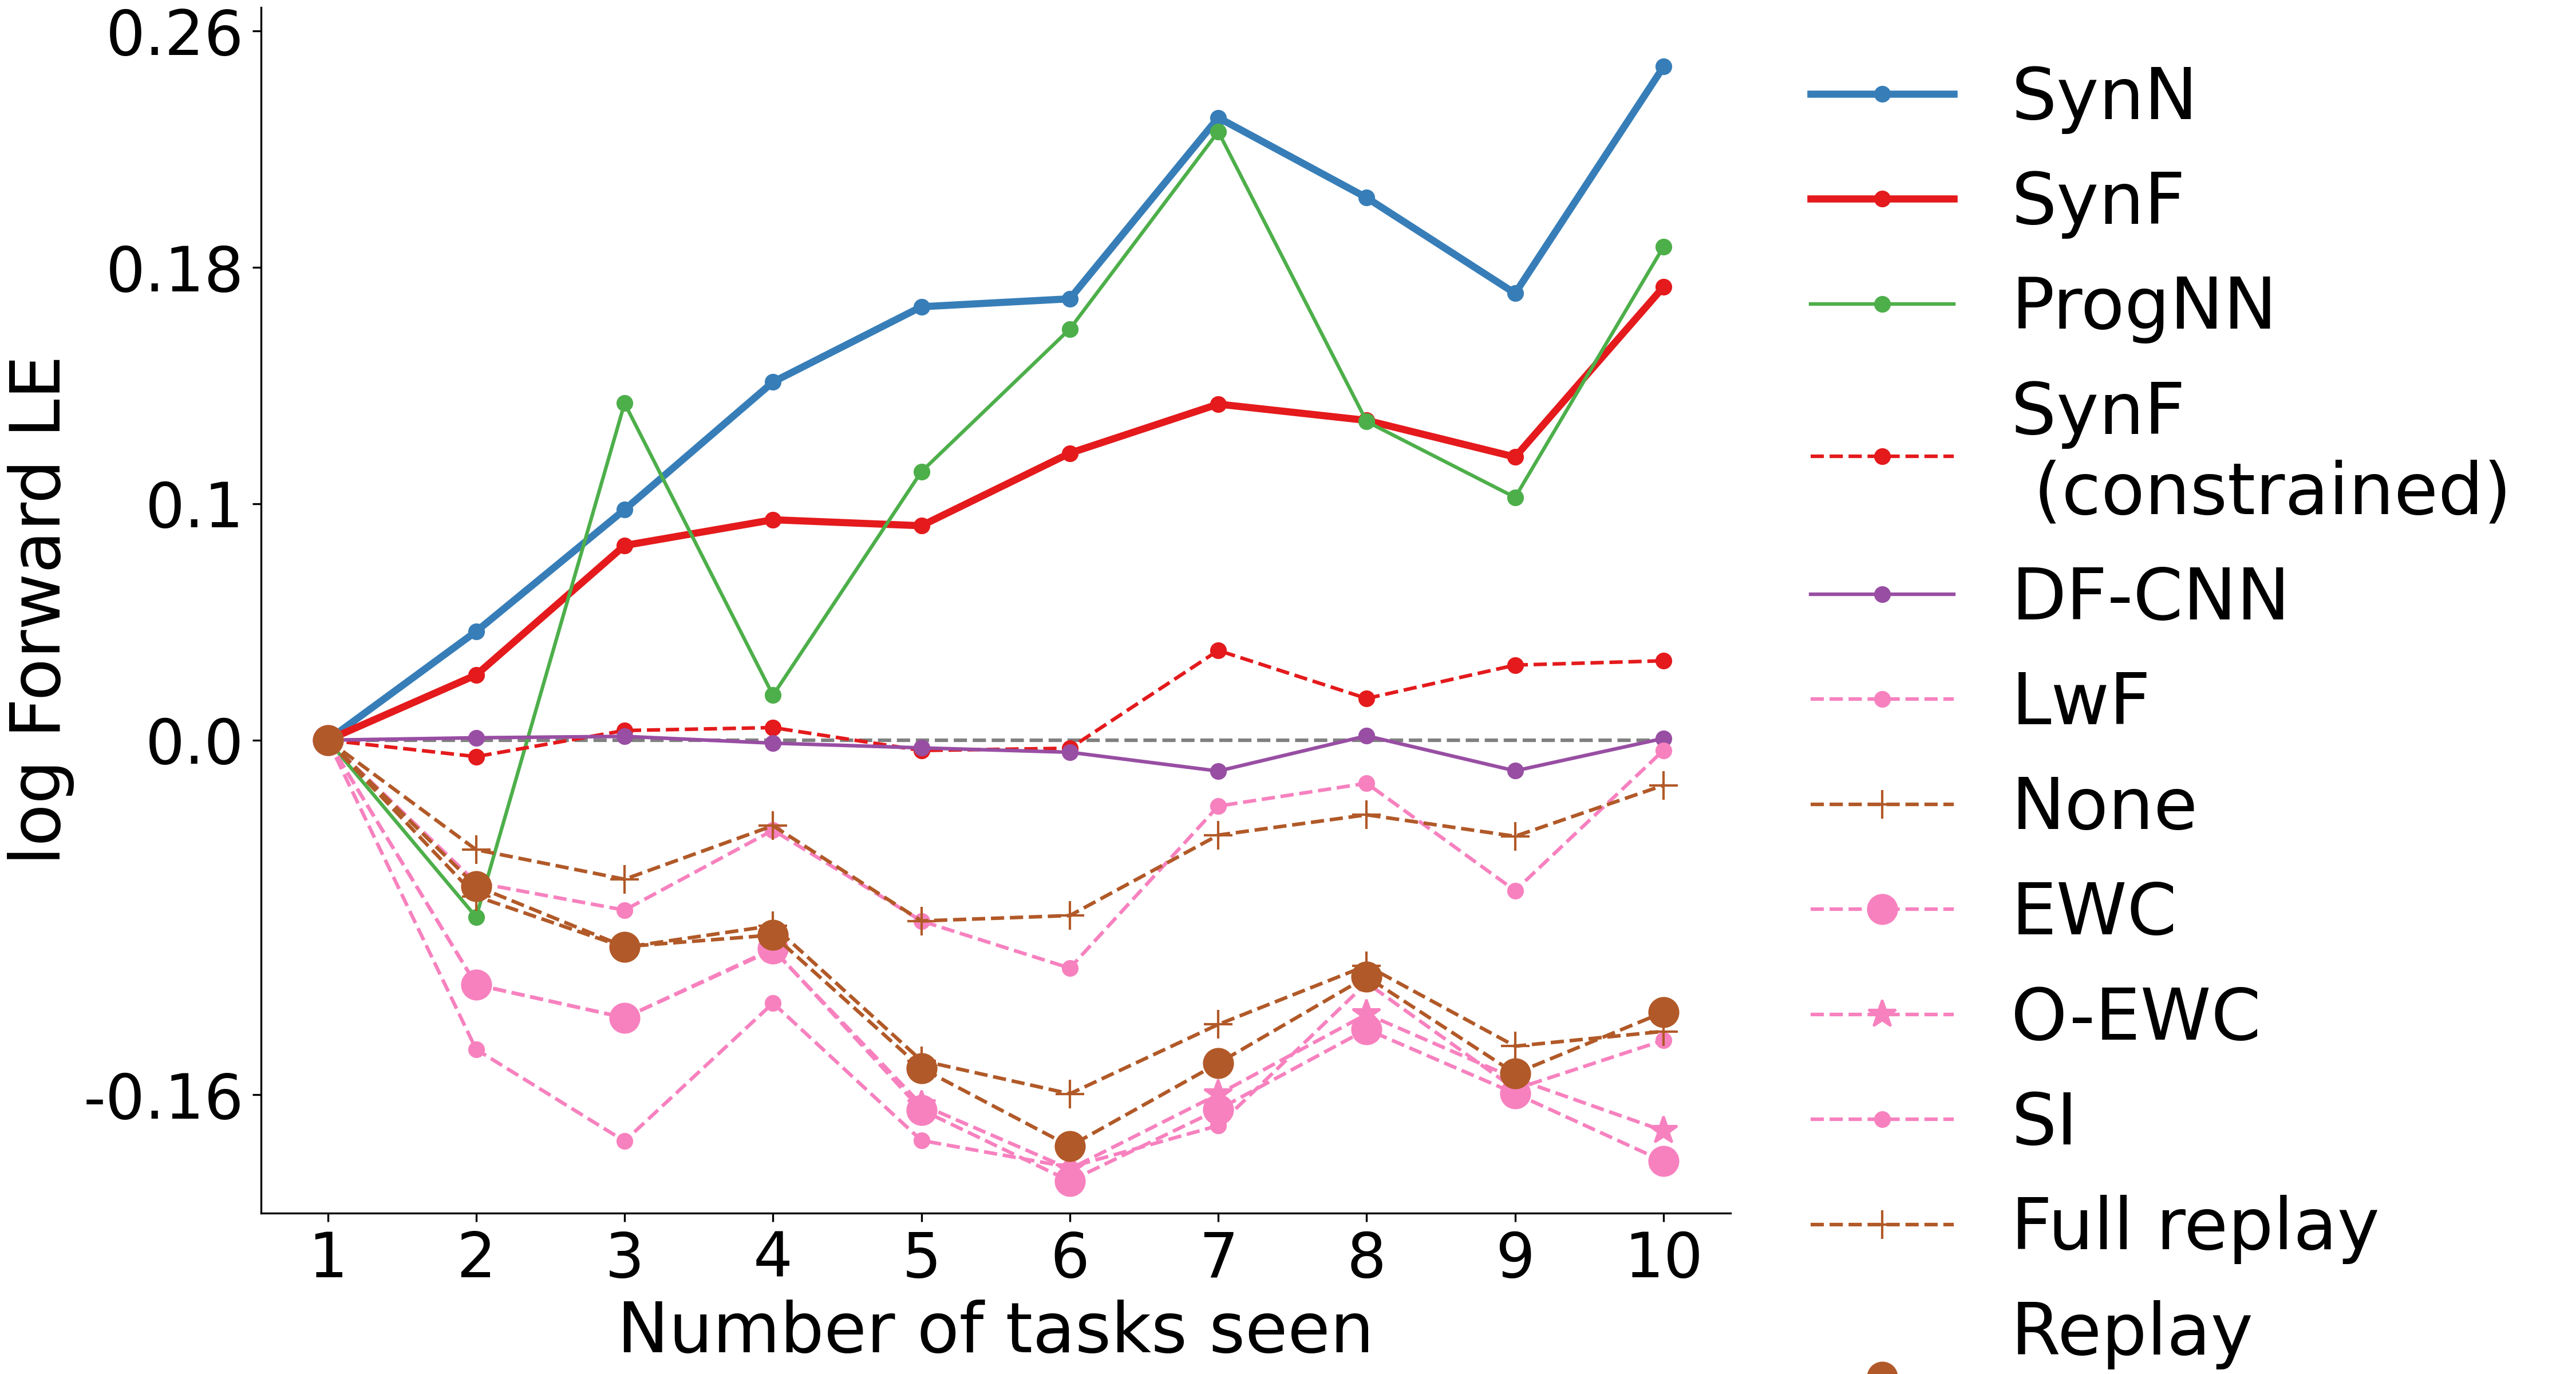 0.26
0.18
0.1
0.0
-0.16
log Forward LE
1 2 3 4 5 6 7 8 9 10
Number of tasks seen
SynN
SynF
ProgNN
SynF
(constrained)
DF-CNN
LwF
None
EWC
O-EWC
SI
Full replay
Replay